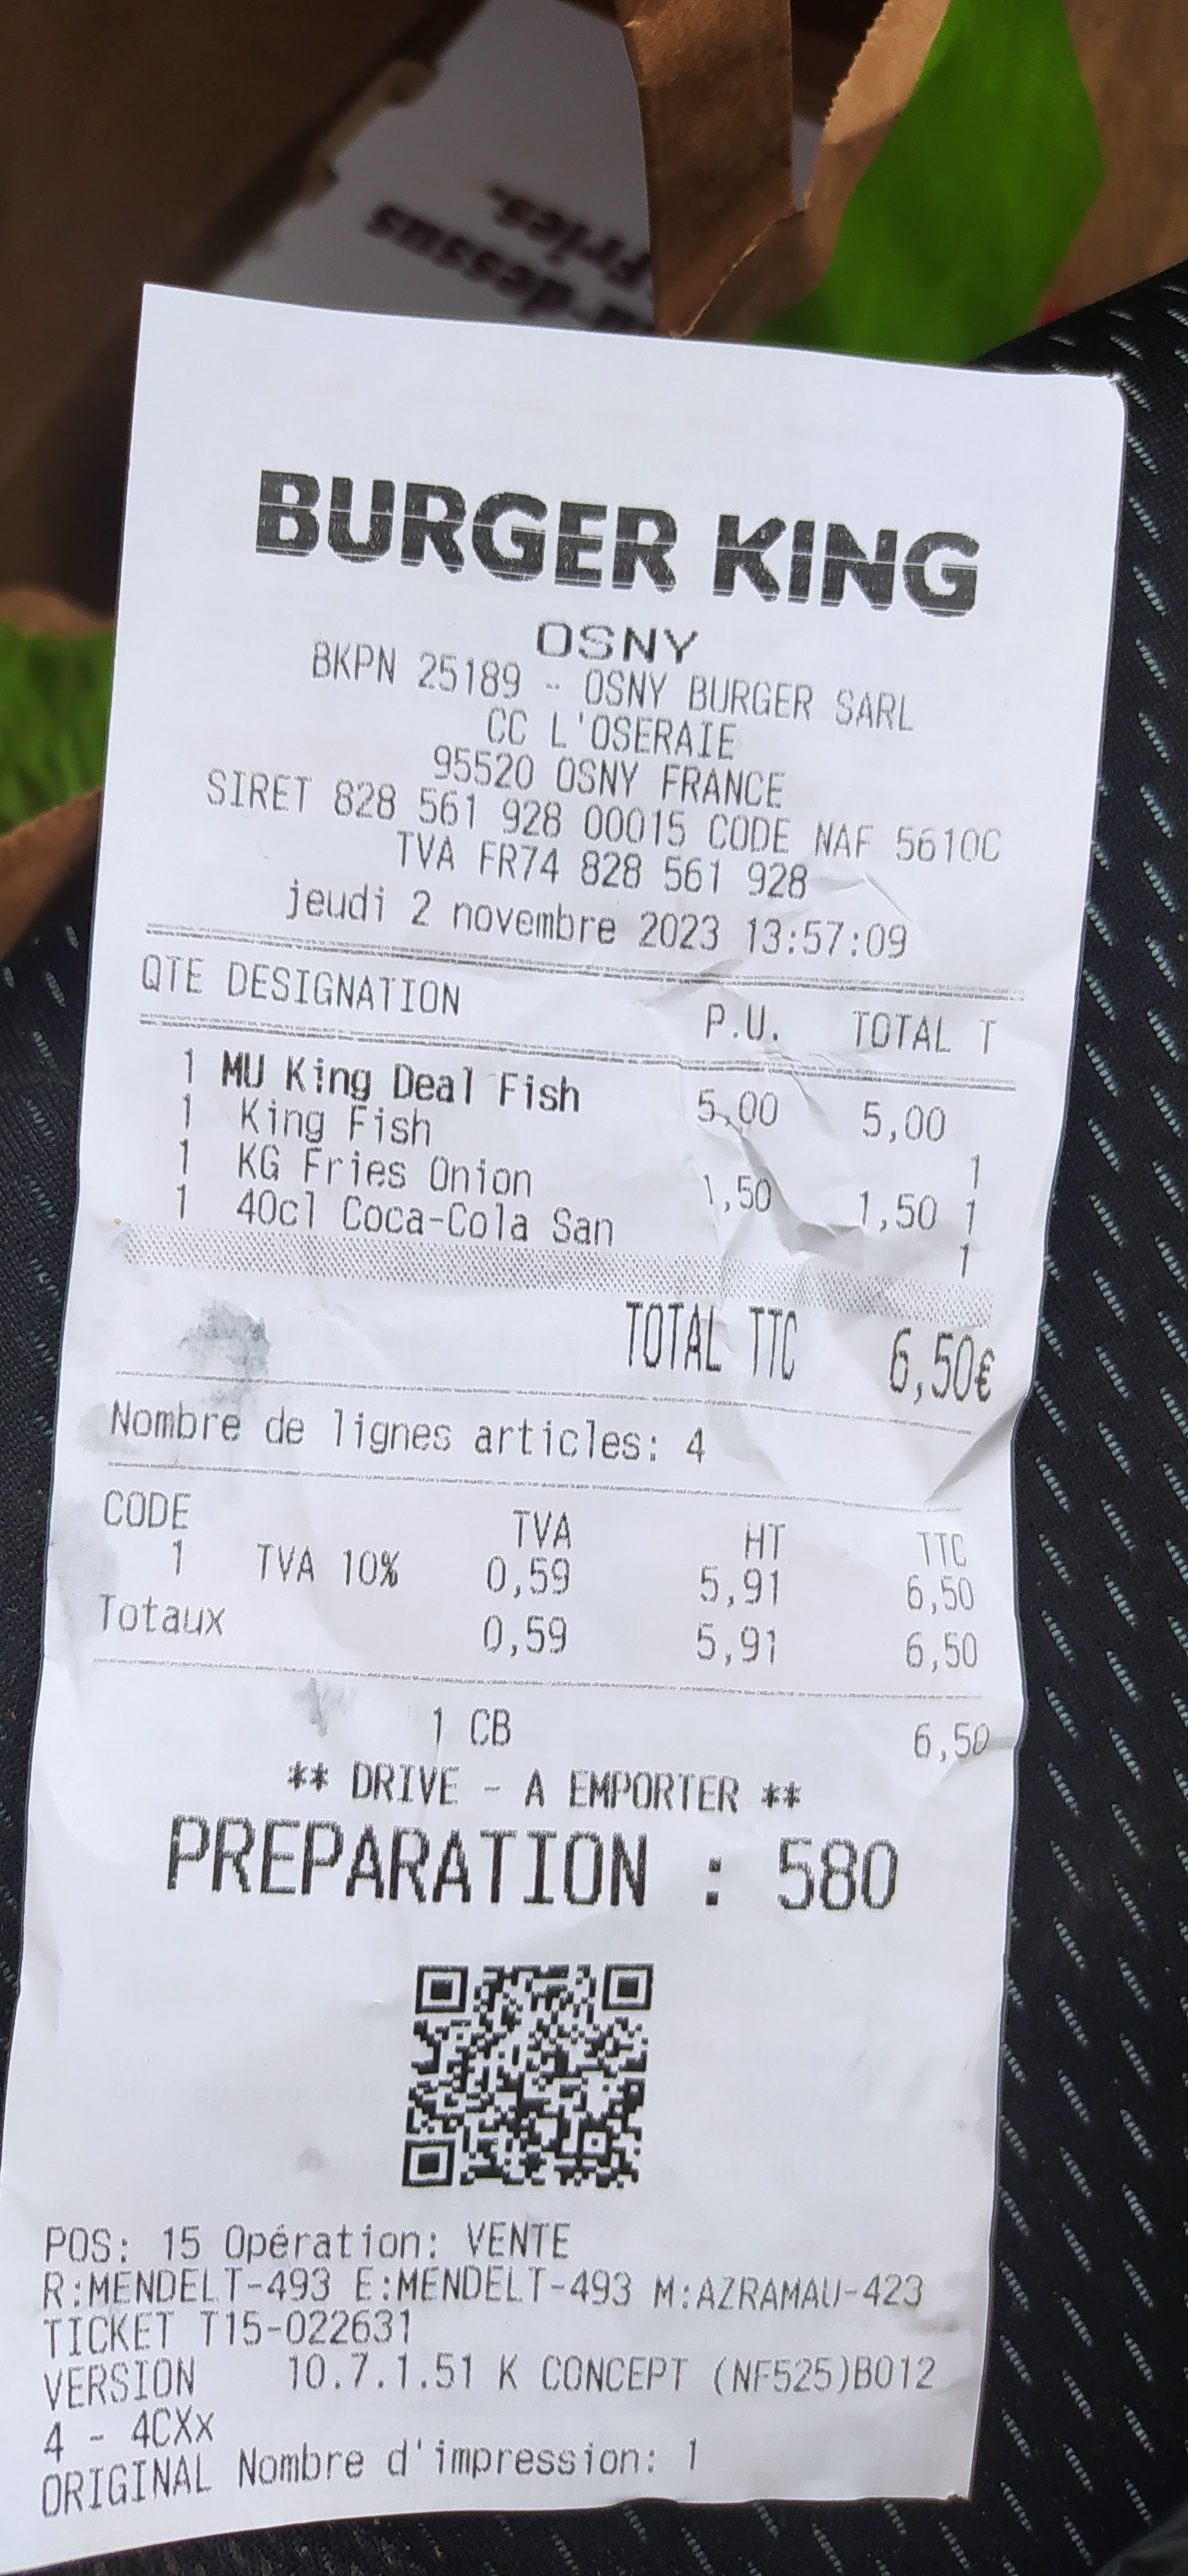 dessus
Fries.
BURGER KING
OSNY
BKPN 25189 - OSNY BURGER SARL
CC L'OSERAIE
95520 OSNY FRANCE
SIRET 828 561 928 00015 CODE NAF 5610C
TVA FR74 828 561 928
jeudi 2 novembre 2023 13:57:09
QTE DESIGNATION P.U. TOTAL T
1 MU King Deal Fish 5,00 5,00
1 King Fish 1
1 KG Fries Onion 1,50 1,50 1
1 40cl Coca-Cola San 1
TOTAL TTC 6,50€
Nombre de lignes articles: 4
CODE TVA HT TTC
1 TVA 10% 0,59 5,91 6,50
Totaux 0,59 5,91 6,50
1 CB 6,50
** DRIVE - A EMPORTER **
PREPARATION : 580
POS: 15 Opération: VENTE
R:MENDELT-493 E:MENDELT-493 M:AZRAMAU-423
TICKET T15-022631
VERSION 10.7.1.51 K CONCEPT (NF525)B012
4 - 4CXx
ORIGINAL Nombre d'impression: 1